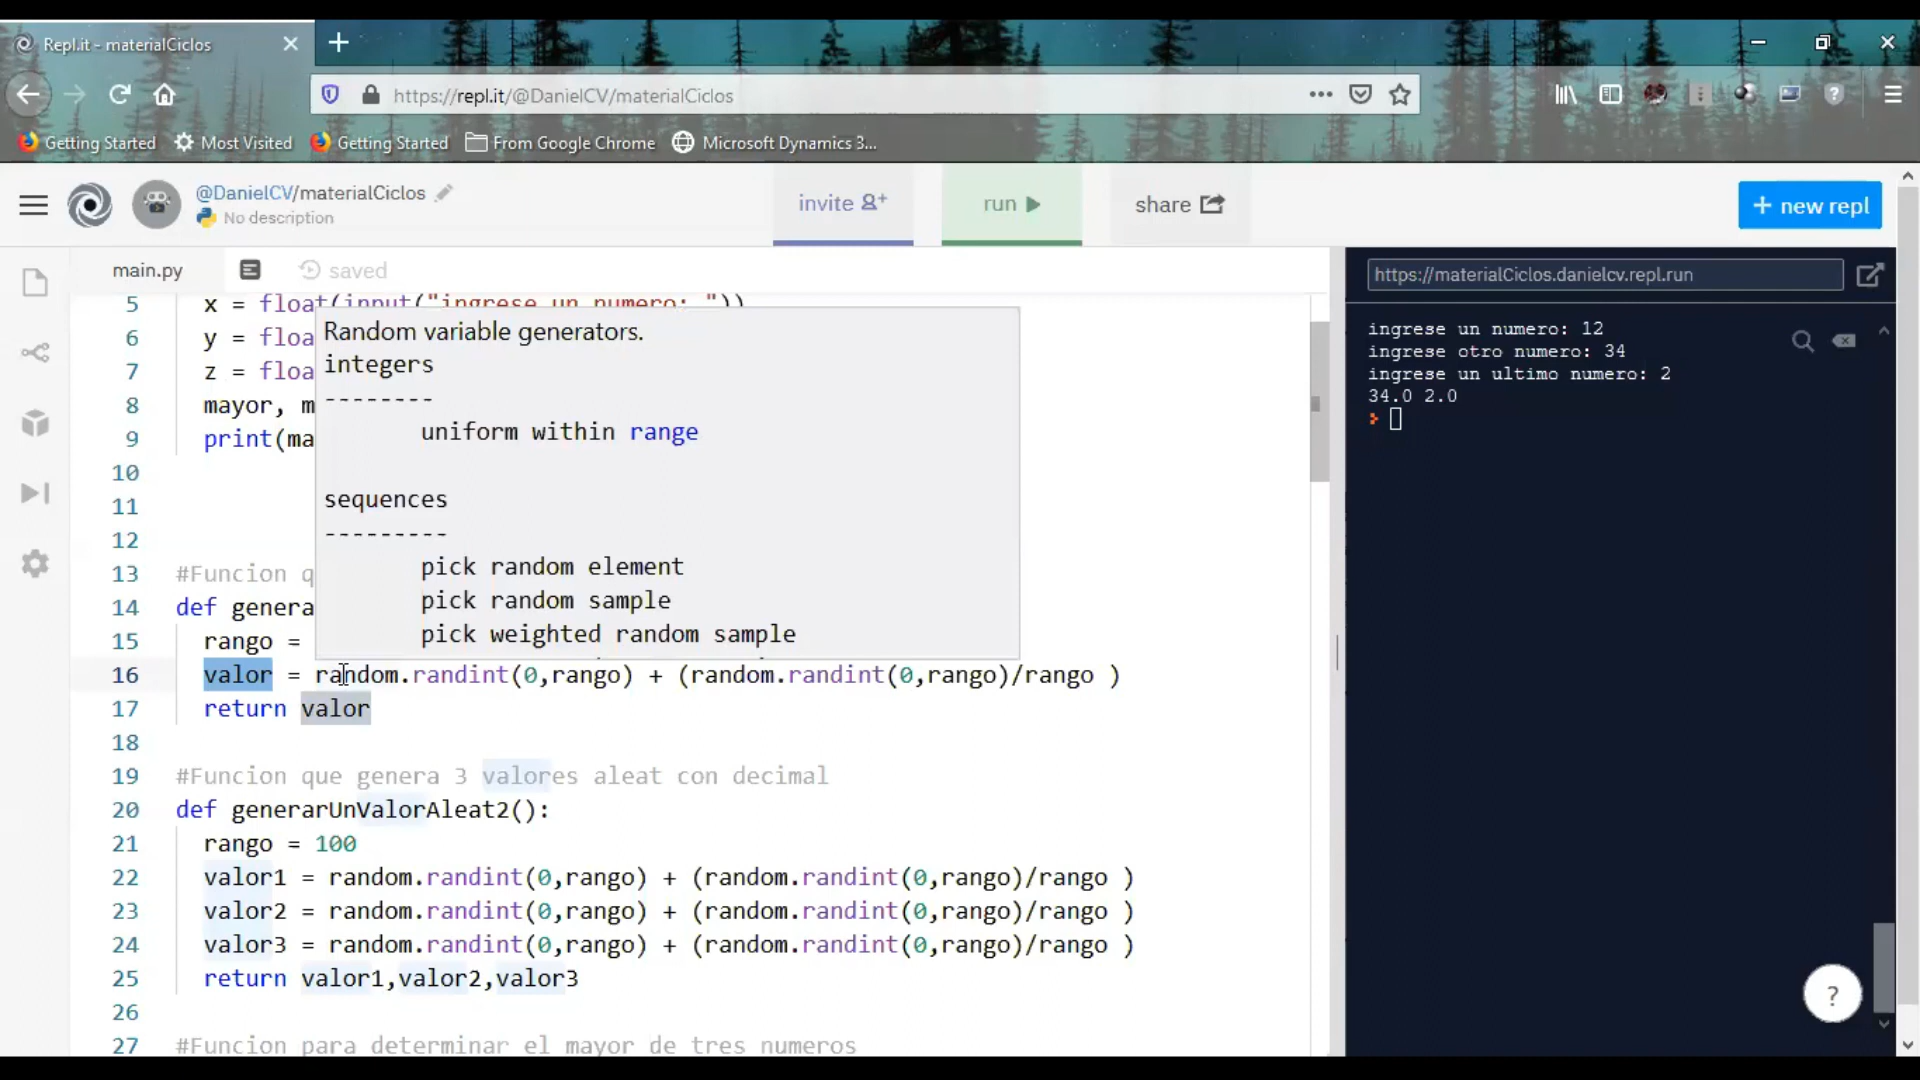 Repl.it - materialCiclos
https://repl.it/@DanielCV/materialCiclos
Getting Started Most Visited Getting Started From Google Chrome Microsoft Dynamics 3...
@DanielCV/materialCiclos
No description
invite
run
share
+ new repl
main.py
saved
5 x = float(input("ingrese un numero: "))
6 y = floa
7 z = floa
8 mayor, m
9 print(ma
10
11
12
13 #Funcion q
14 def genera
15 rango =
16 valor = random.randint(0,rango) + (random.randint(0,rango)/rango )
17 return valor
18
19 #Funcion que genera 3 valores aleat con decimal
20 def generarUnValorAleat2():
21 rango = 100
22 valor1 = random.randint(0,rango) + (random.randint(0,rango)/rango )
23 valor2 = random.randint(0,rango) + (random.randint(0,rango)/rango )
24 valor3 = random.randint(0,rango) + (random.randint(0,rango)/rango )
25 return valor1,valor2,valor3
26
27 #Funcion para determinar el mayor de tres numeros
Random variable generators.
integers
--------
uniform within range
sequences
---------
pick random element
pick random sample
pick weighted random sample
https://materialCiclos.danielcv.repl.run
ingrese un numero: 12
ingrese otro numero: 34
ingrese un ultimo numero: 2
34.0 2.0
?